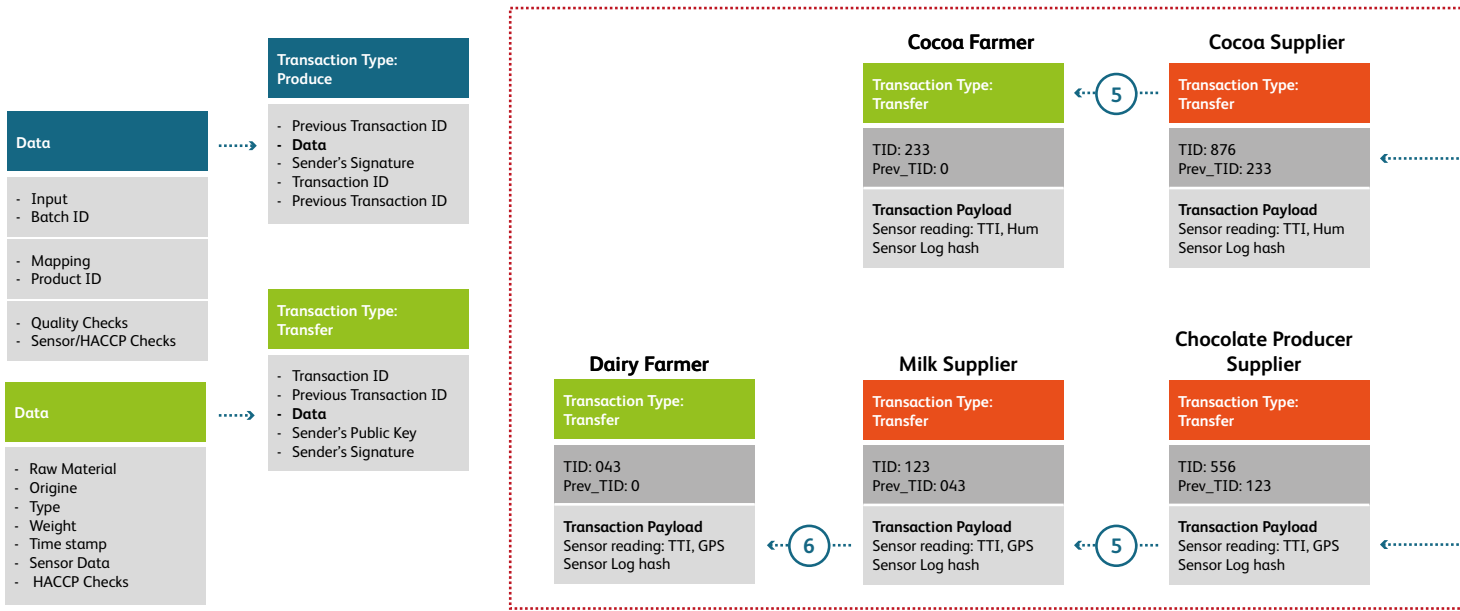 Data
- Input
- Batch ID
- Mapping
- Product ID
- Quality Checks
- Sensor/HACCP Checks
Transaction Type:
Produce
- Previous Transaction ID
- Data
- Sender's Signature
- Transaction ID
- Previous Transaction ID
Data
- Raw Material
- Origine
- Type
- Weight
- Time stamp
- Sensor Data
- HACCP Checks
Transaction Type:
Transfer
- Transaction ID
- Previous Transaction ID
- Data
- Sender's Public Key
- Sender's Signature
Cocoa Farmer
Transaction Type:
Transfer
TID: 233
Prev_TID: 0
Transaction Payload
Sensor reading: TTI, Hum
Sensor Log hash
5
Cocoa Supplier
Transaction Type:
Transfer
TID: 876
Prev_TID: 233
Transaction Payload
Sensor reading: TTI, Hum
Sensor Log hash
Dairy Farmer
Transaction Type:
Transfer
TID: 043
Prev_TID: 0
Transaction Payload
Sensor reading: TTI, GPS
Sensor Log hash
6
Milk Supplier
Transaction Type:
Transfer
TID: 123
Prev_TID: 043
Transaction Payload
Sensor reading: TTI, GPS
Sensor Log hash
5
Chocolate Producer
Supplier
Transaction Type:
Transfer
TID: 556
Prev_TID: 123
Transaction Payload
Sensor reading: TTI, GPS
Sensor Log hash